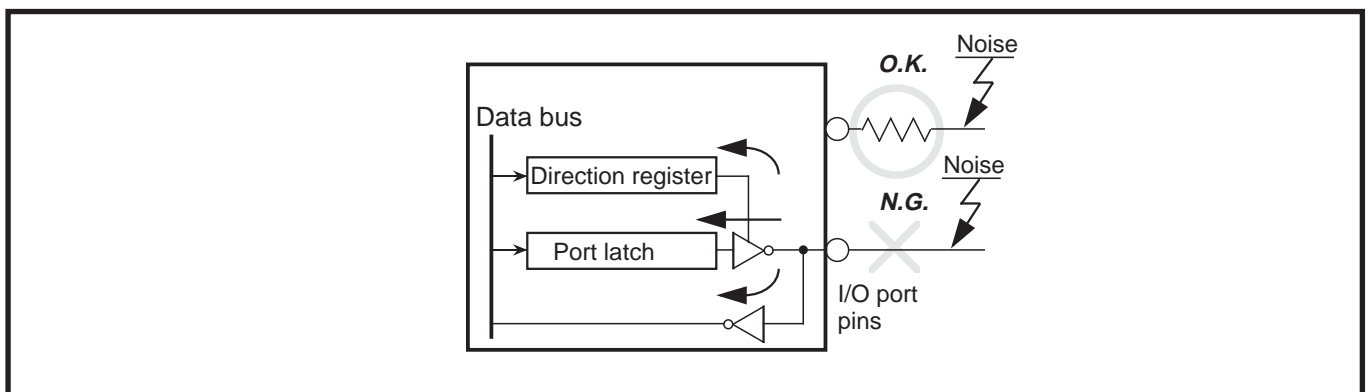 Noise
O.K.
Data bus
Noise
Direction register
N.G.
Port latch
I/O port
pins